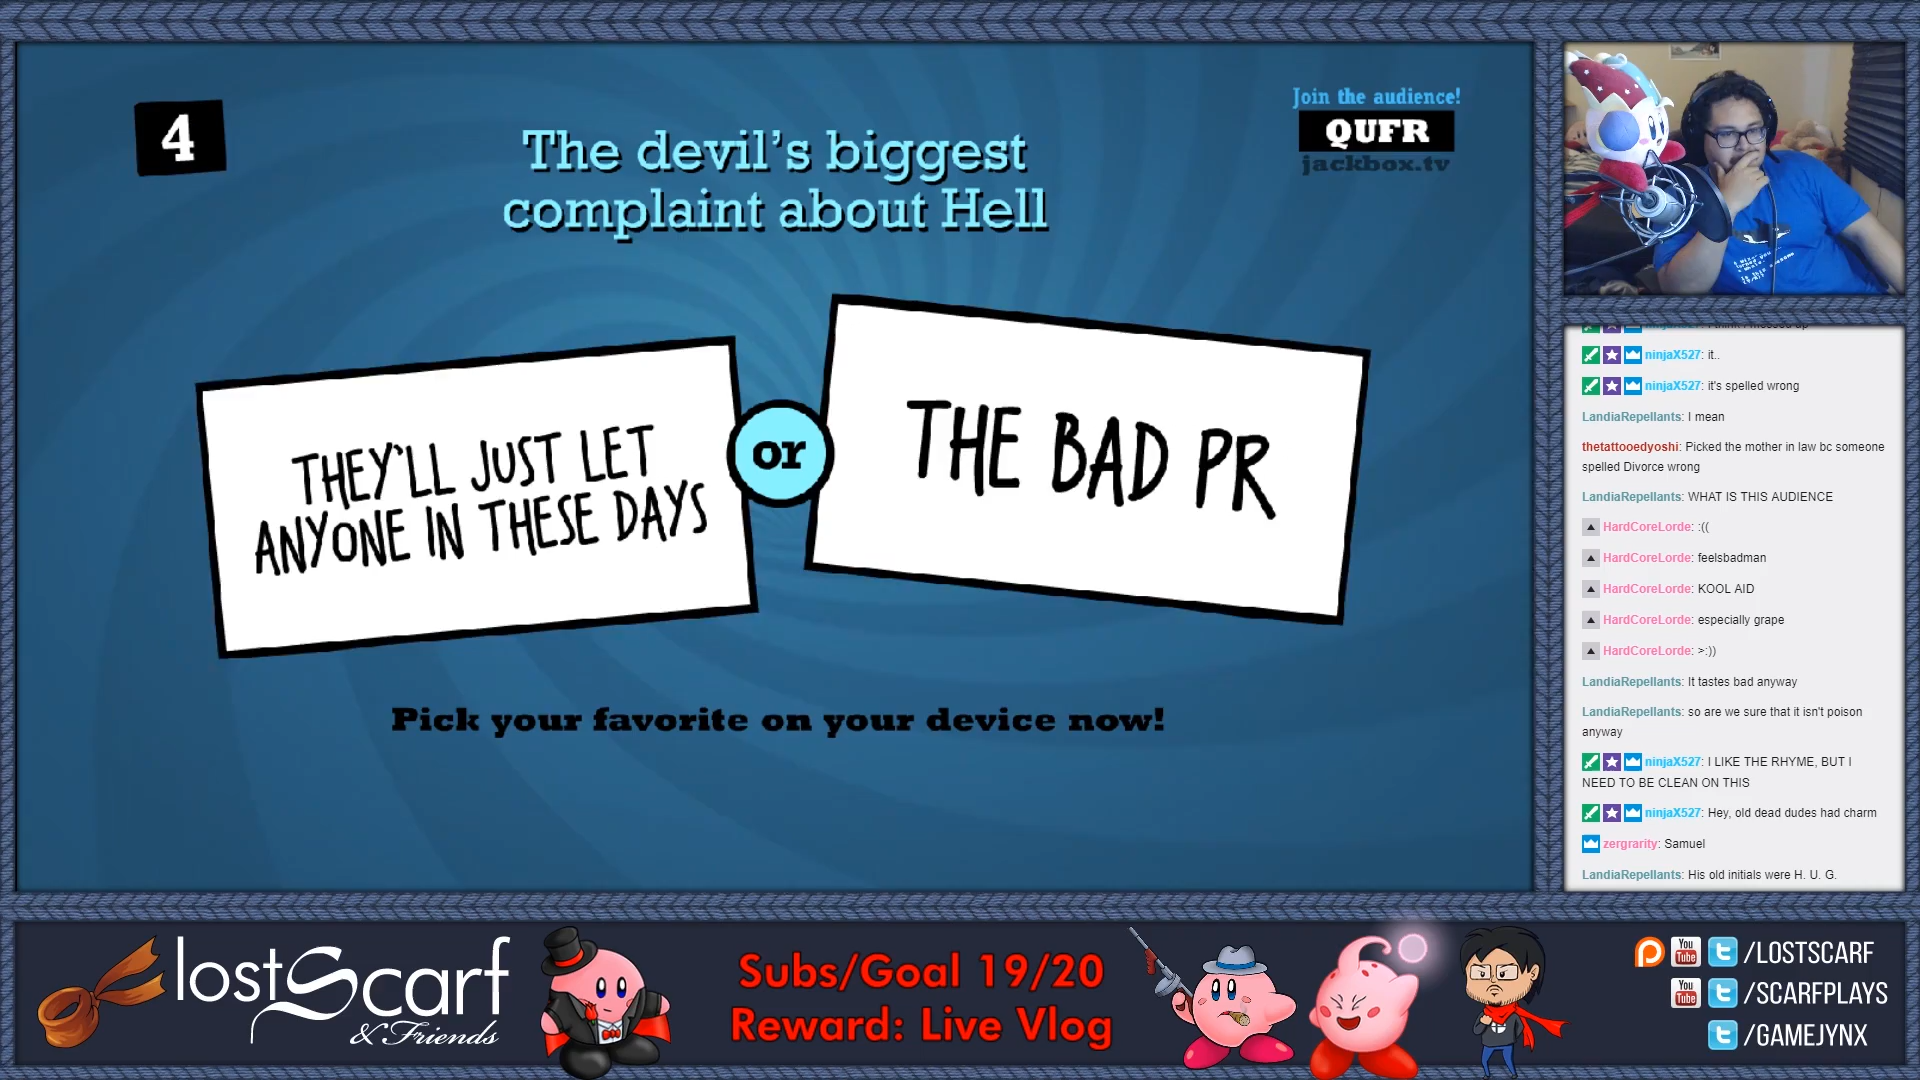 4
The devil's biggest
complaint about Hell
Join the audience!
QUFR
jackbox.tv
THEY'LL JUST LET
ANYONE IN THESE DAYS
or
THE BAD PR
Pick your favorite on your device now!
ninjaX527: it..
ninjaX527: it's spelled wrong
LandiaRepellants: I mean
thetattooedyoshi: Picked the mother in law bc someone
spelled Divorce wrong
LandiaRepellants: WHAT IS THIS AUDIENCE
HardCoreLorde: :((
HardCoreLorde: feelsbadman
HardCoreLorde: KOOL AID
HardCoreLorde: especially grape
HardCoreLorde: >:))
LandiaRepellants: It tastes bad anyway
LandiaRepellants: so are we sure that it isn't poison
anyway
ninjaX527: I LIKE THE RHYME, BUT I
NEED TO BE CLEAN ON THIS
ninjaX527: Hey, old dead dudes had charm
zergrarity: Samuel
LandiaRepellants: His old initials were H. U. G.
lostScarf
& Friends
Subs/Goal 19/20
Reward: Live Vlog
You Tube /LOSTSCARF
You Tube /SCARFPLAYS
/GAMEJYNX